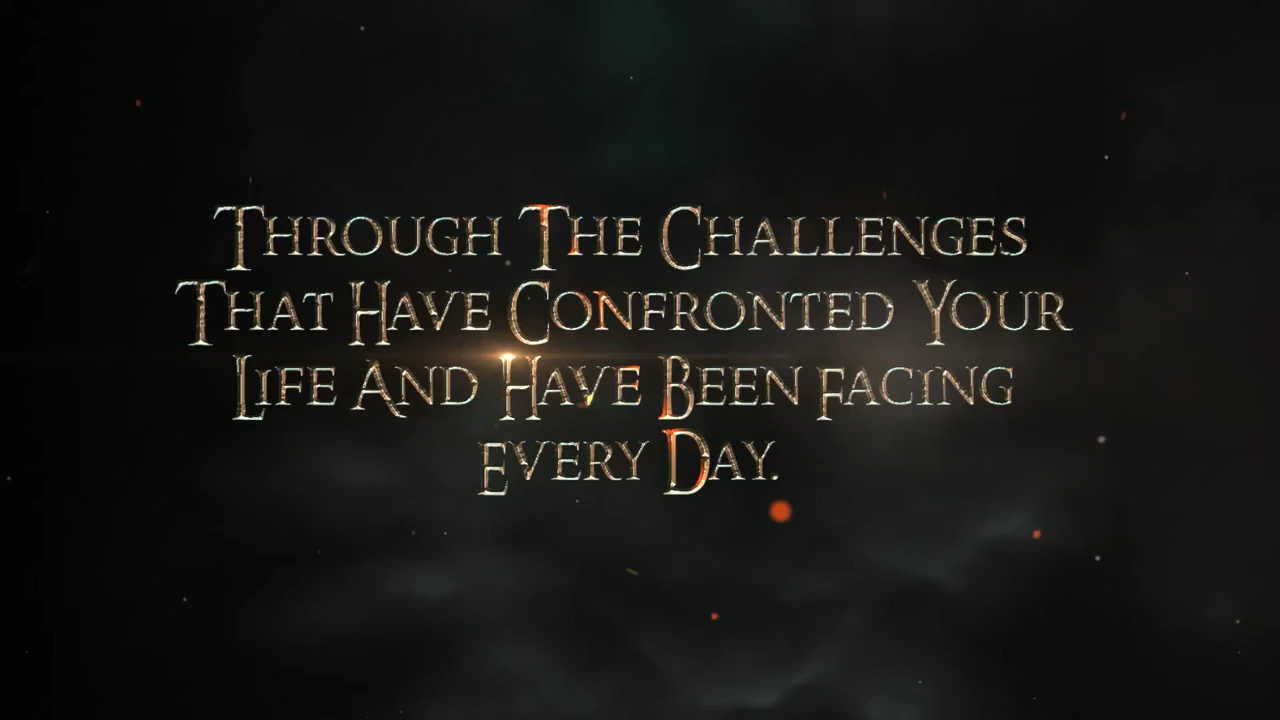 Through The Challenges
That Have Confronted Your
Life And Have Been Facing
Every Day.